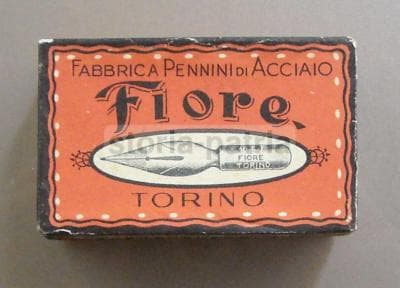 FABBRICA PENNINI DI ACCIAIO
Fiore
storia patria
FIORE
TORINO
TORINO